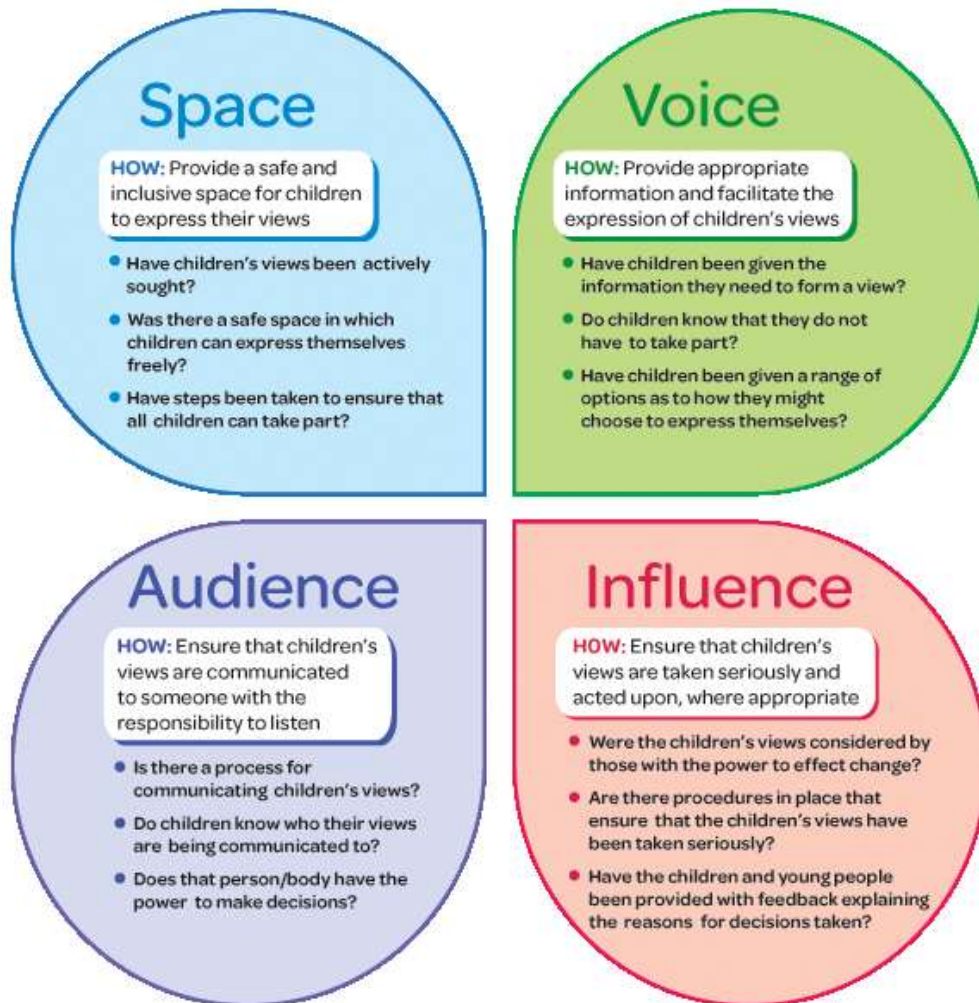 Space
HOW: Provide a safe and
inclusive space for children
to express their views
• Have children's views been actively
sought?
• Was there a safe space in which
children can express themselves
freely?
• Have steps been taken to ensure that
all children can take part?
Voice
HOW: Provide appropriate
information and facilitate the
expression of children's views
• Have children been given the
information they need to form a view?
• Do children know that they do not
have to take part?
• Have children been given a range of
options as to how they might
choose to express themselves?
Audience
HOW: Ensure that children's
views are communicated
to someone with the
responsibility to listen
• Is there a process for
communicating children's views?
• Do children know who their views
are being communicated to?
• Does that person/body have the
power to make decisions?
Influence
HOW: Ensure that children's
views are taken seriously and
acted upon, where appropriate
• Were the children's views considered by
those with the power to effect change?
• Are there procedures in place that
ensure that the children's views have
been taken seriously?
• Have the children and young people
been provided with feedback explaining
the reasons for decisions taken?